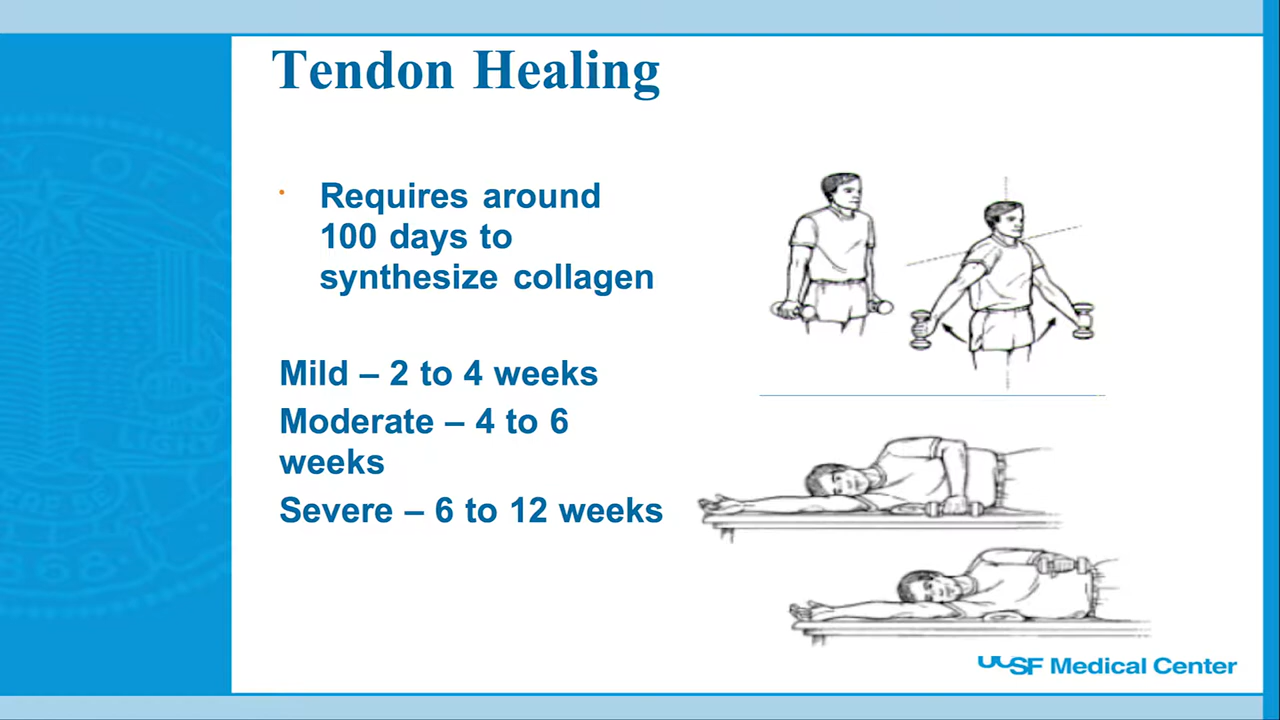 Tendon Healing
• Requires around
100 days to
synthesize collagen
Mild – 2 to 4 weeks
Moderate – 4 to 6
weeks
Severe – 6 to 12 weeks
UCSF Medical Center
1868